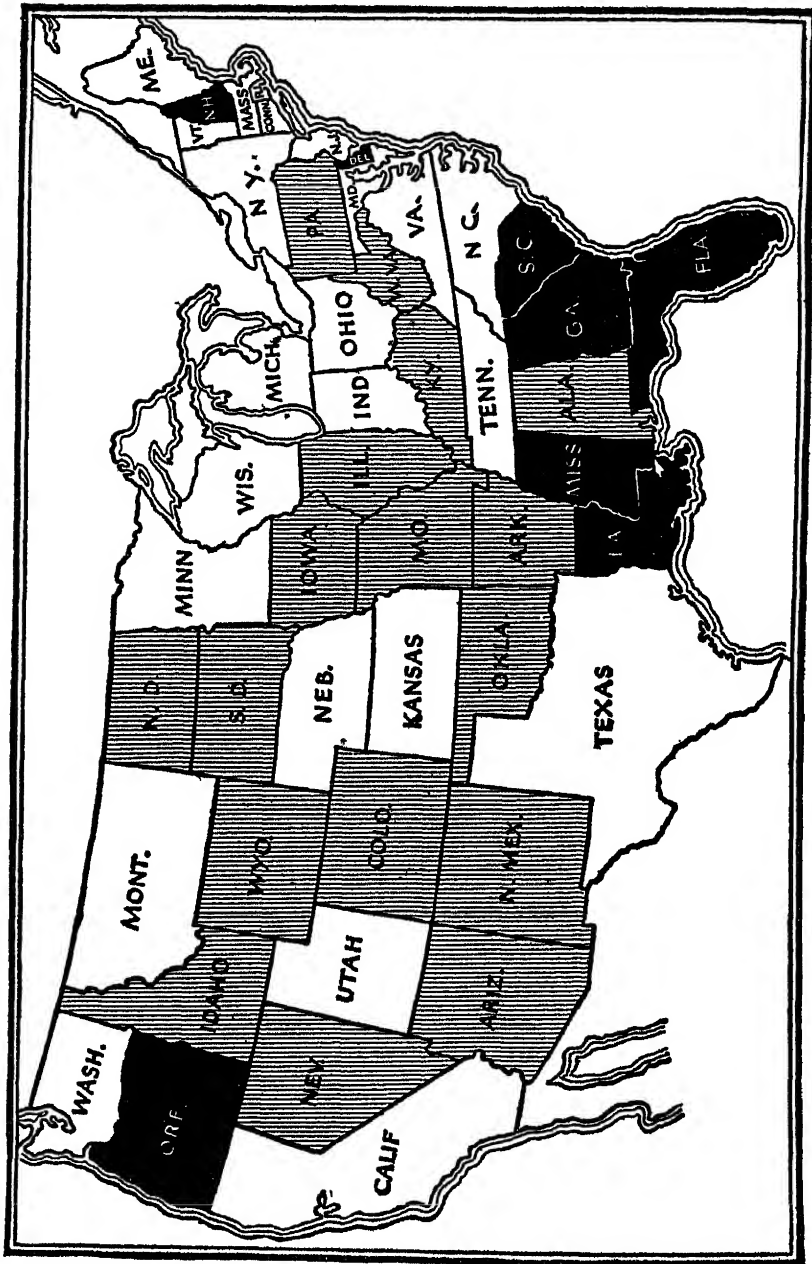 WASH.
ORE.
CALIF
IDAHO
NEV.
MONT.
WYO.
UTAH
ARIZ.
COLO.
N. MEX.
N. D.
S. D.
NEB.
KANSAS
OKLA.
TEXAS
MINN
IOWA
MO.
ARK.
LA.
WIS.
ILL.
MISS
MICH.
IND
OHIO
KY.
TENN.
ALA.
GA.
FLA
S.C.
N C.
VA.
W. VA.
MD.
DEL
PA.
N.J.
N Y.
VT
NH
MASS
CONN
R.I.
ME.